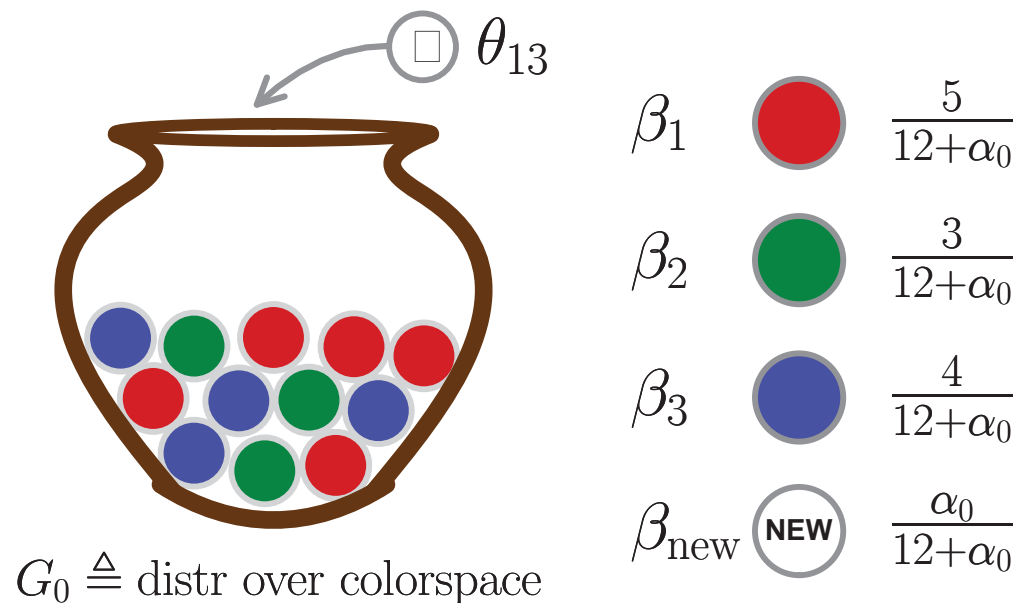 □ θ₁₃
β₁ 5/(12+α₀)
β₂ 3/(12+α₀)
β₃ 4/(12+α₀)
β_new NEW α₀/(12+α₀)
G₀ ≜ distr over colorspace